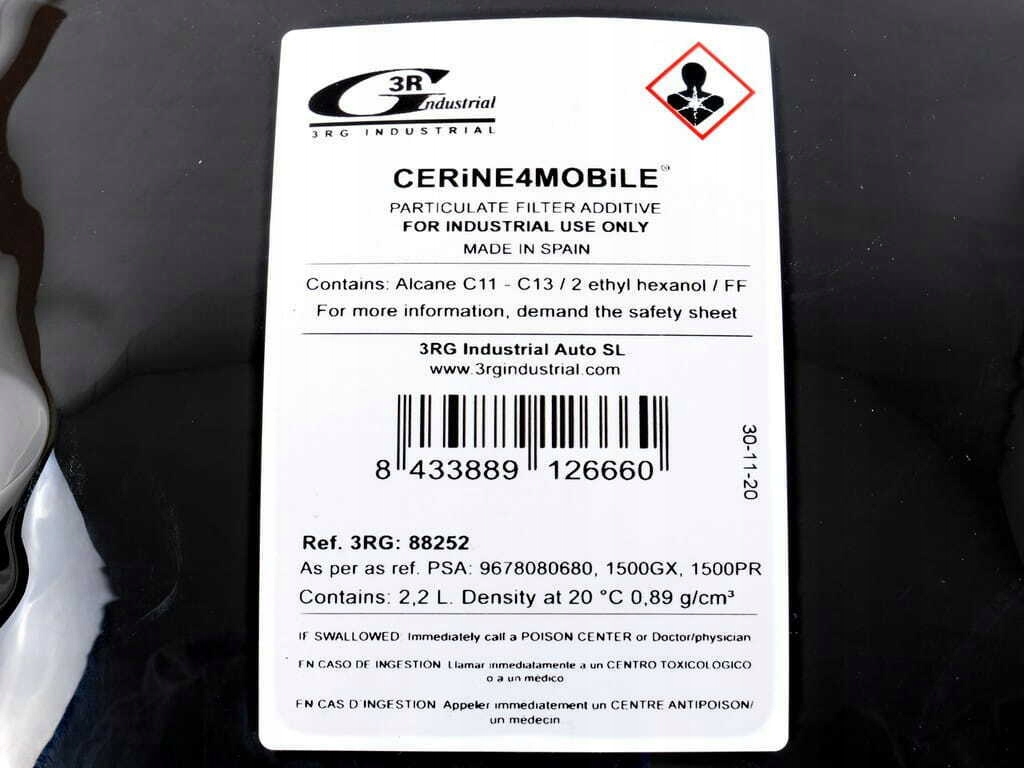 3R
Industrial
3RG INDUSTRIAL
CERiNE4MOBiLE®
PARTICULATE FILTER ADDITIVE
FOR INDUSTRIAL USE ONLY
MADE IN SPAIN
Contains: Alcane C11 - C13 / 2 ethyl hexanol / FF
For more information, demand the safety sheet
3RG Industrial Auto SL
www.3rgindustrial.com
8 433889 126660
30-11-20
Ref. 3RG: 88252
As per as ref. PSA: 9678080680, 1500GX, 1500PR
Contains: 2,2 L. Density at 20 °C 0,89 g/cm³
IF SWALLOWED: Immediately call a POISON CENTER or Doctor/physician
EN CASO DE INGESTION: Llamar inmediatamente a un CENTRO TOXICOLOGICO
o a un médico
EN CAS D'INGESTION: Appeler immédiatement un CENTRE ANTIPOISON/
un médecin